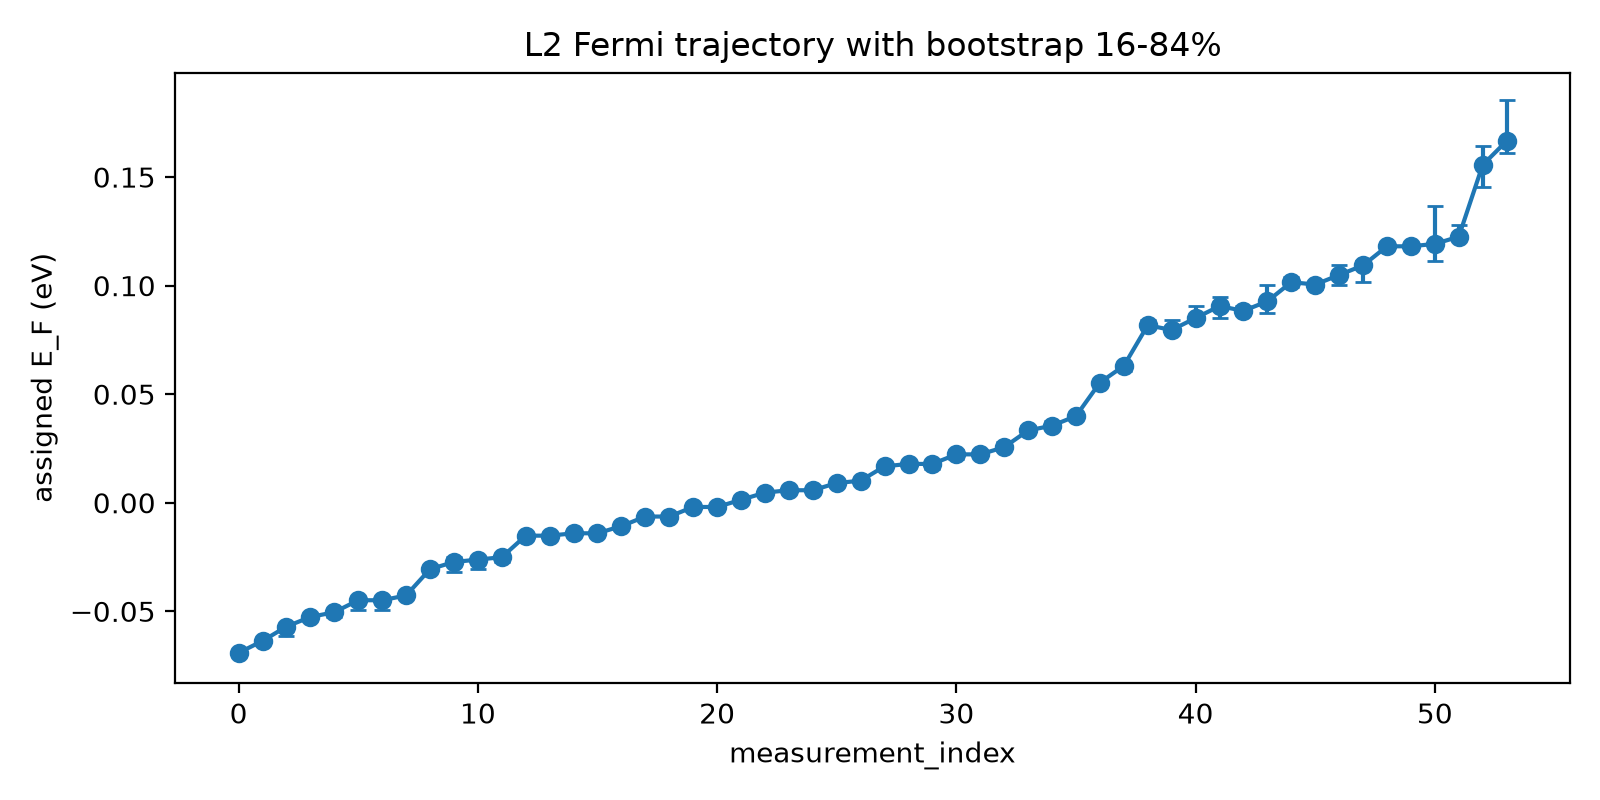 L2 Fermi trajectory with bootstrap 16-84%
assigned E_F (eV)
0.15
0.10
0.05
0.00
−0.05
0 10 20 30 40 50
measurement_index